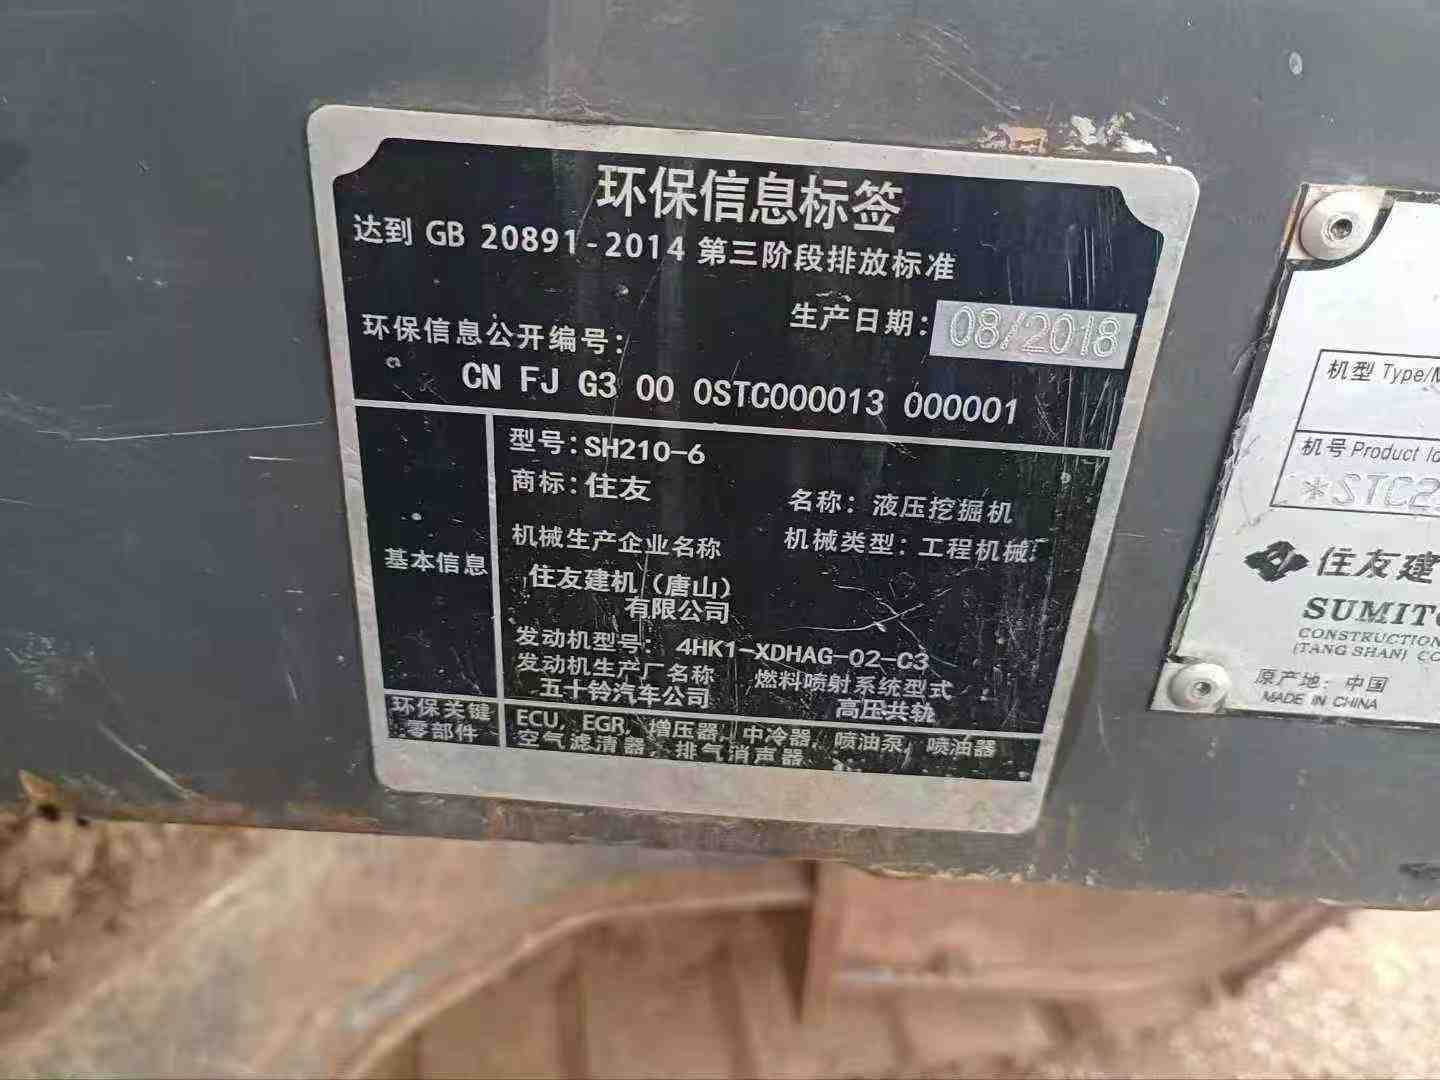 环保信息标签
达到 GB 20891-2014 第三阶段排放标准
生产日期: 08/2018
环保信息公开编号:
CN FJ G3 00 0STC000013 000001
基本信息
型号: SH210-6
商标: 住友
名称: 液压挖掘机
机械生产企业名称
机械类型: 工程机械
住友建机 (唐山)
有限公司
发动机型号: 4HK1-XDHAG-02-C3
发动机生产厂名称
五十铃汽车公司
燃料喷射系统型式
高压共轨
环保关键
零部件
ECU, EGR, 增压器, 中冷器, 喷油泵, 喷油器
空气滤清器, 排气消声器
机型 Type/M
机号 Product Id
*STC2
住友建
SUMITO
CONSTRUCTION
(TANG SHAN) CO
原产地: 中国
MADE IN CHINA